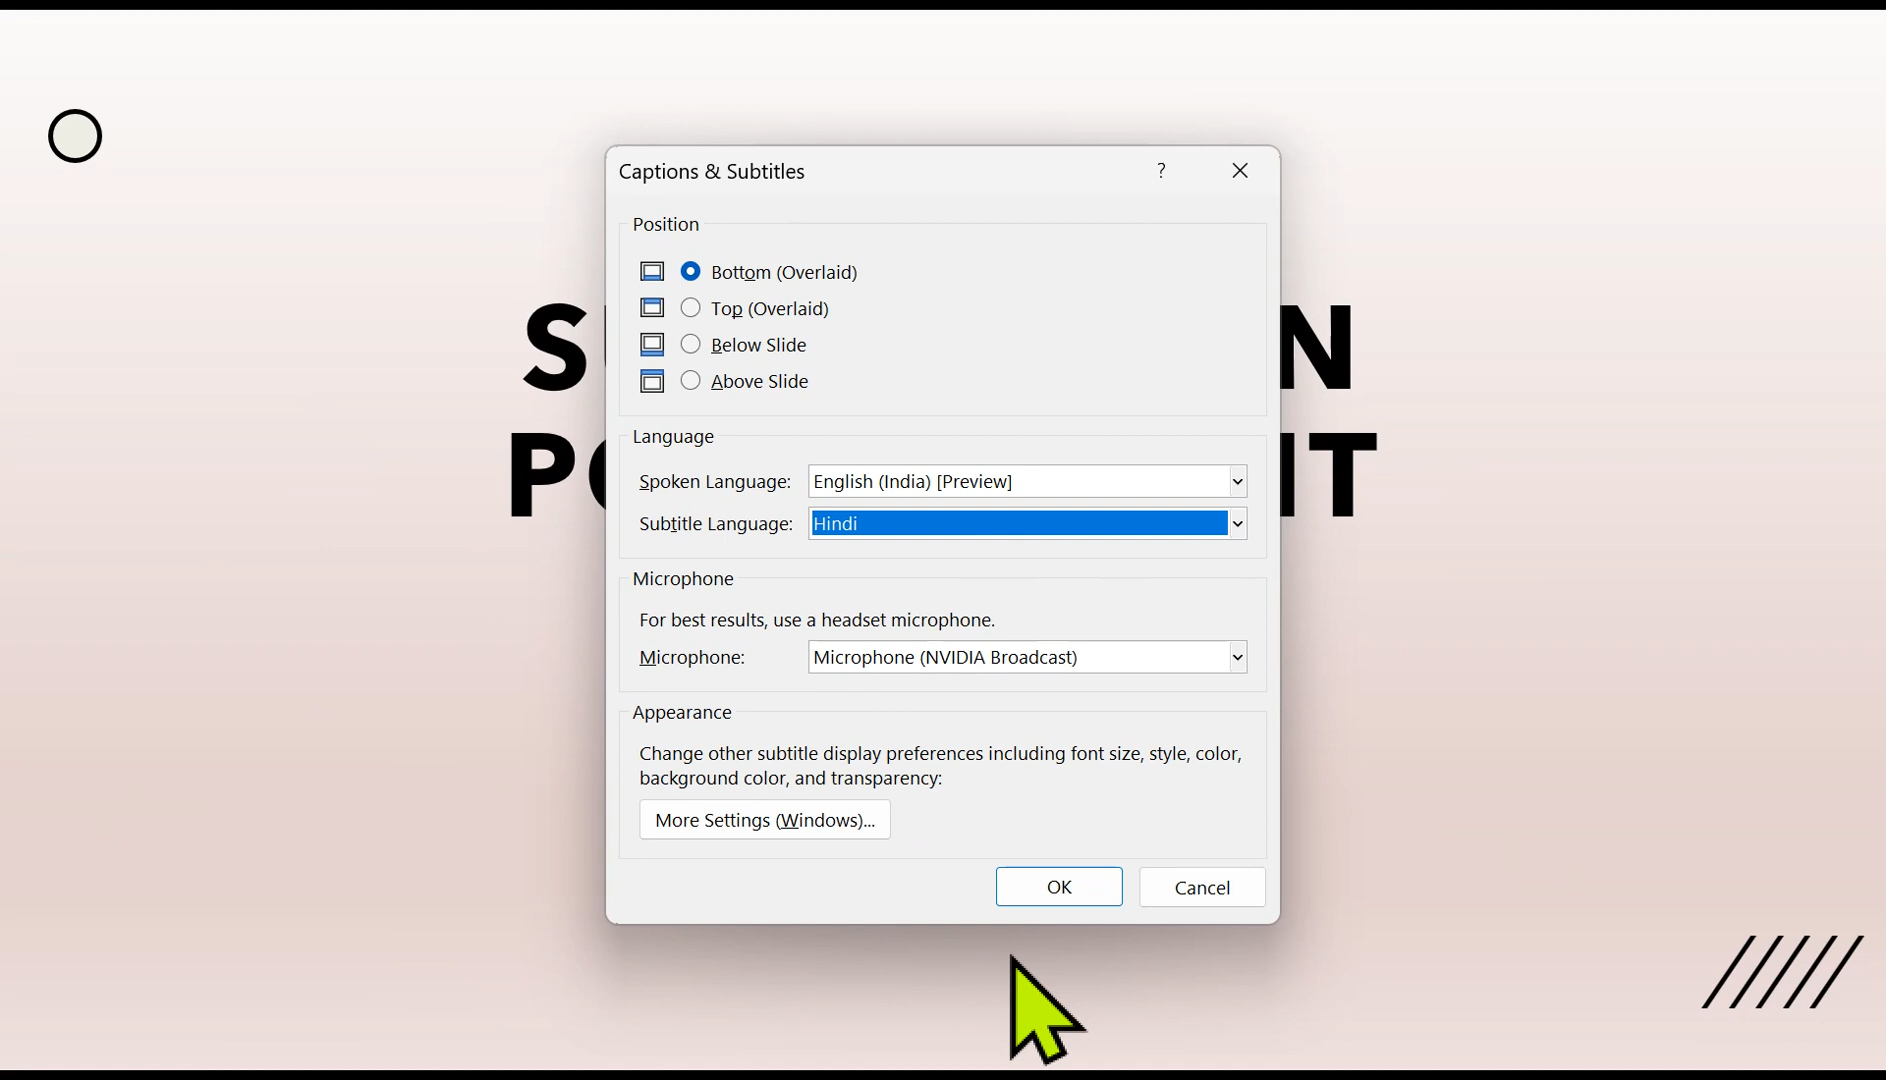 Captions & Subtitles
?
Position
Bottom (Overlaid)
Top (Overlaid)
Below Slide
Above Slide
Language
Spoken Language: English (India) [Preview]
Subtitle Language: Hindi
Microphone
For best results, use a headset microphone.
Microphone: Microphone (NVIDIA Broadcast)
Appearance
Change other subtitle display preferences including font size, style, color,
background color, and transparency:
More Settings (Windows)...
OK Cancel